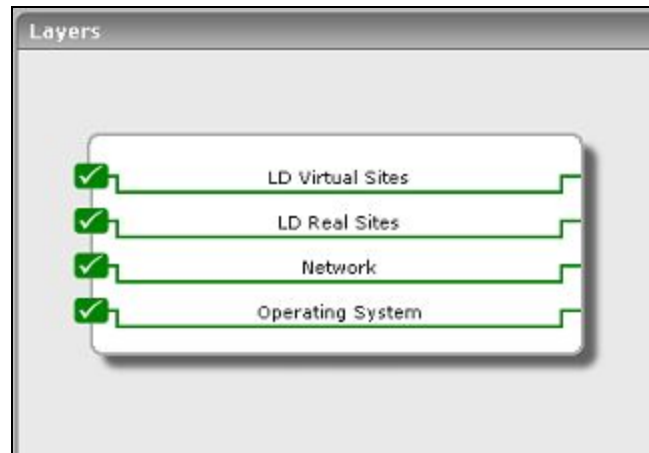 Layers
LD Virtual Sites
LD Real Sites
Network
Operating System